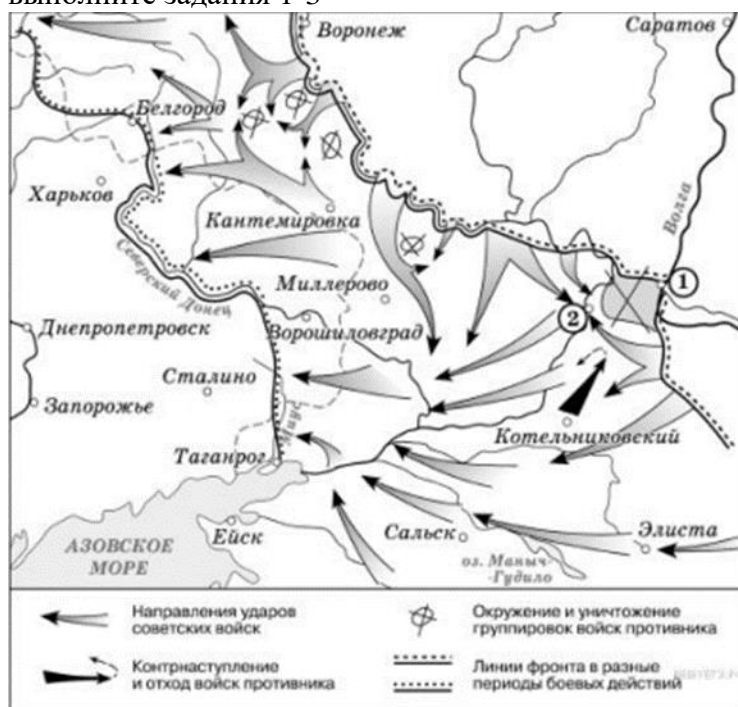 выполните задания 1-3
Воронеж
Саратов
Белгород
Харьков
Волга
Кантемировка
Северский Донец
Миллерово
1
2
Днепропетровск
Ворошиловград
Сталино
Запорожье
Миус
Котельниковский
Таганрог
Ейск
Сальск
Элиста
АЗОВСКОЕ
МОРЕ
оз. Маныч-
-Гудило
Направления ударов
советских войск
Окружение и уничтожение
группировок войск противника
Контрнаступление
и отход войск противника
Линии фронта в разные
периоды боевых действий